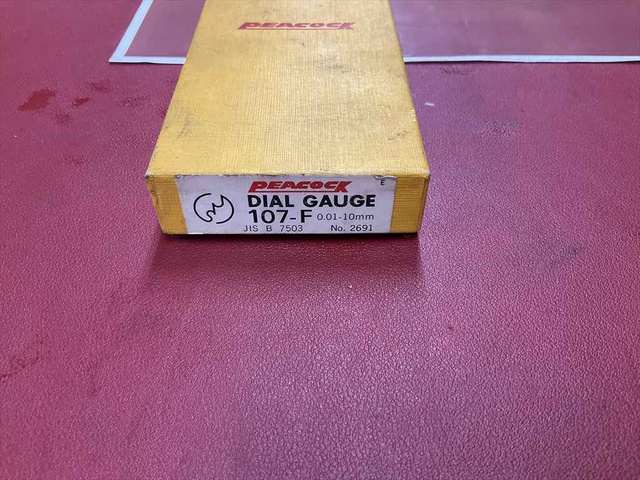 PEACOCK
PEACOCK
E
DIAL GAUGE
107-F 0.01-10mm
JIS B 7503 No. 2691